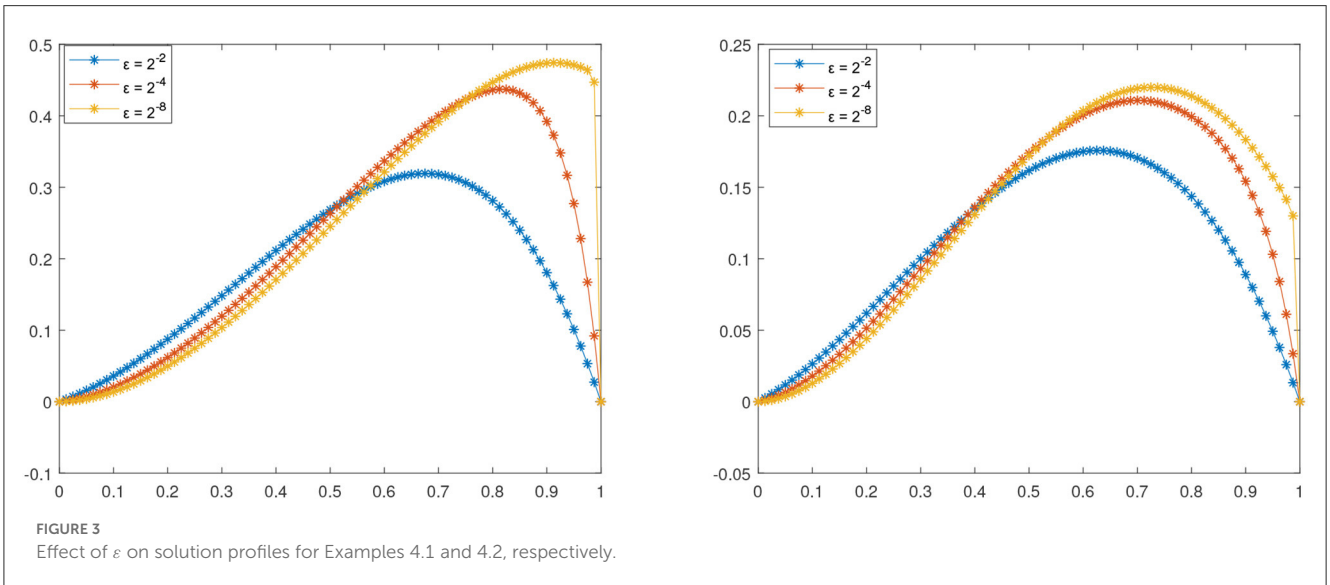 0.5
0.4
0.3
0.2
0.1
0
-0.1
0 0.1 0.2 0.3 0.4 0.5 0.6 0.7 0.8 0.9 1
ε = 2⁻²
ε = 2⁻⁴
ε = 2⁻⁸
0.25
0.2
0.15
0.1
0.05
0
-0.05
0 0.1 0.2 0.3 0.4 0.5 0.6 0.7 0.8 0.9 1
ε = 2⁻²
ε = 2⁻⁴
ε = 2⁻⁸
FIGURE 3
Effect of ε on solution profiles for Examples 4.1 and 4.2, respectively.